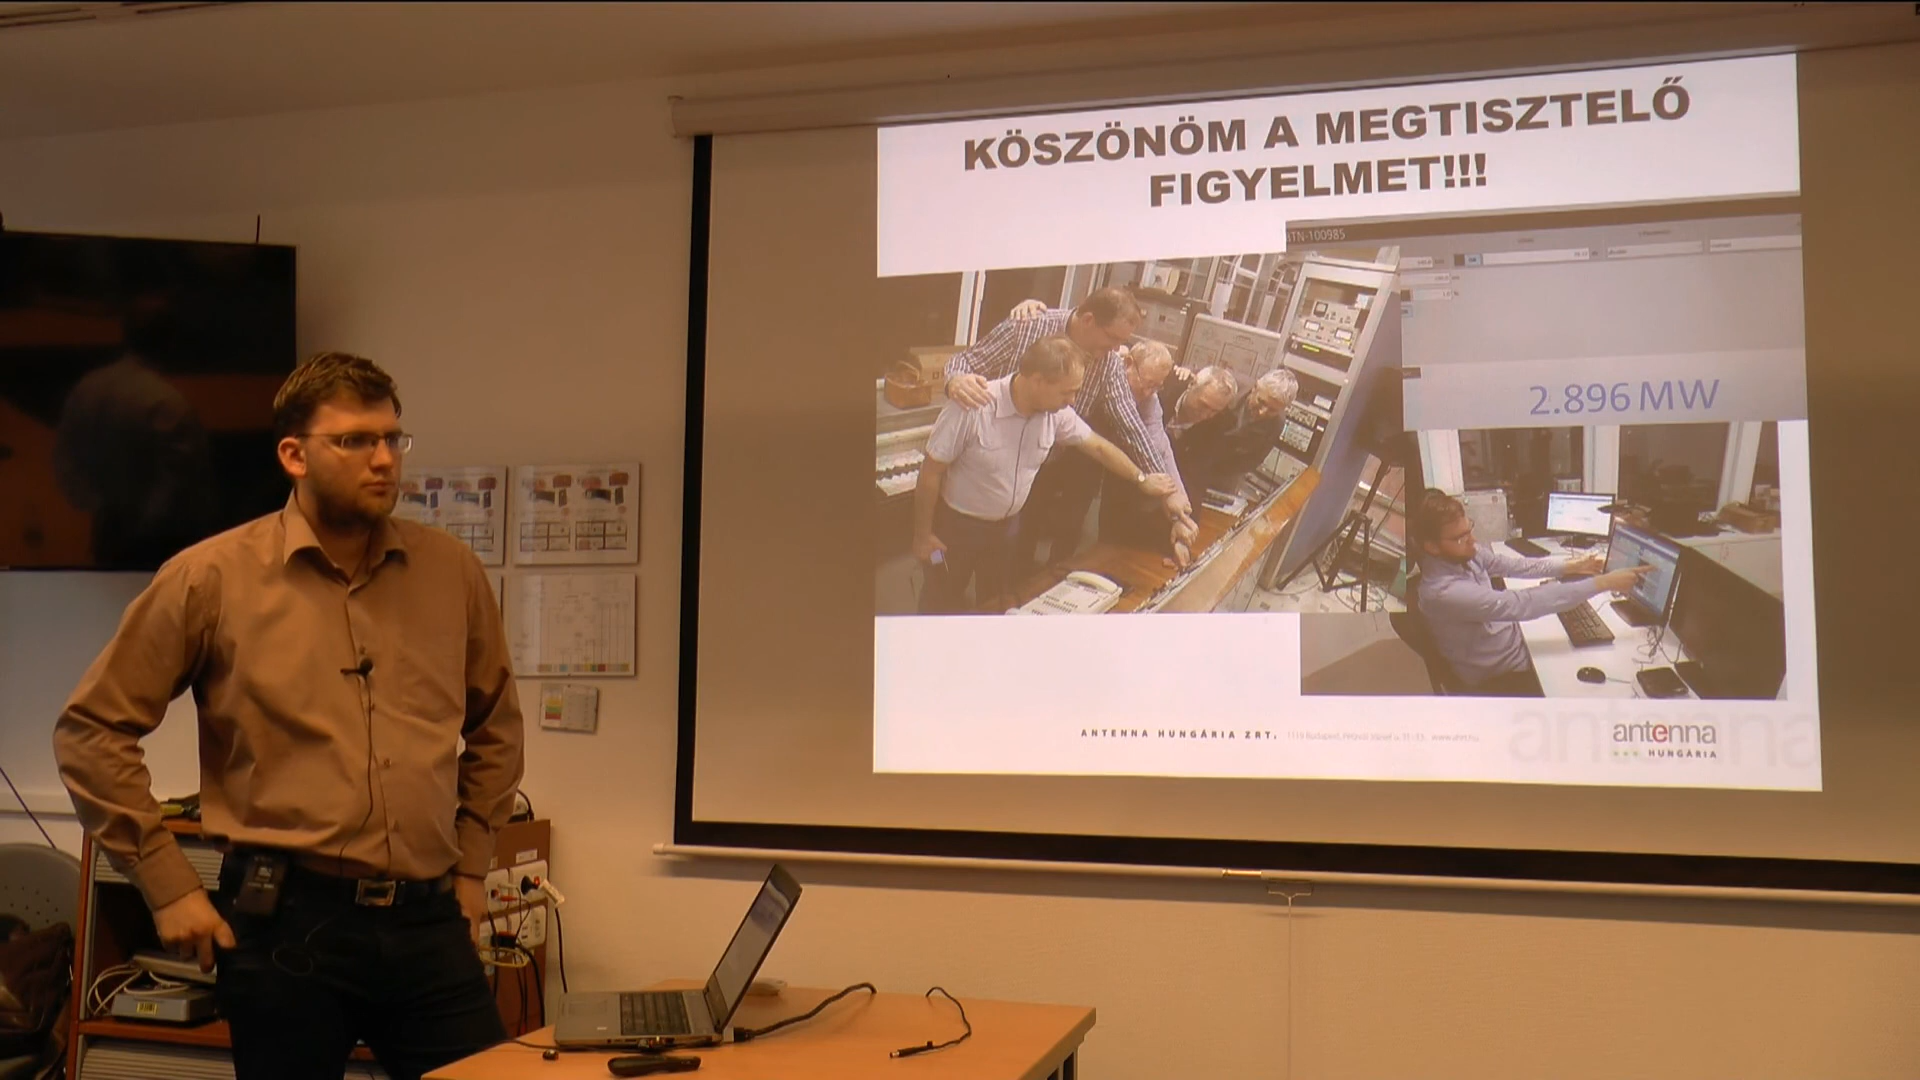 KÖSZÖNÖM A MEGTISZTELŐ
FIGYELMET!!!
2.896 MW
ANTENNA HUNGÁRIA ZRT.
antenna
HUNGÁRIA